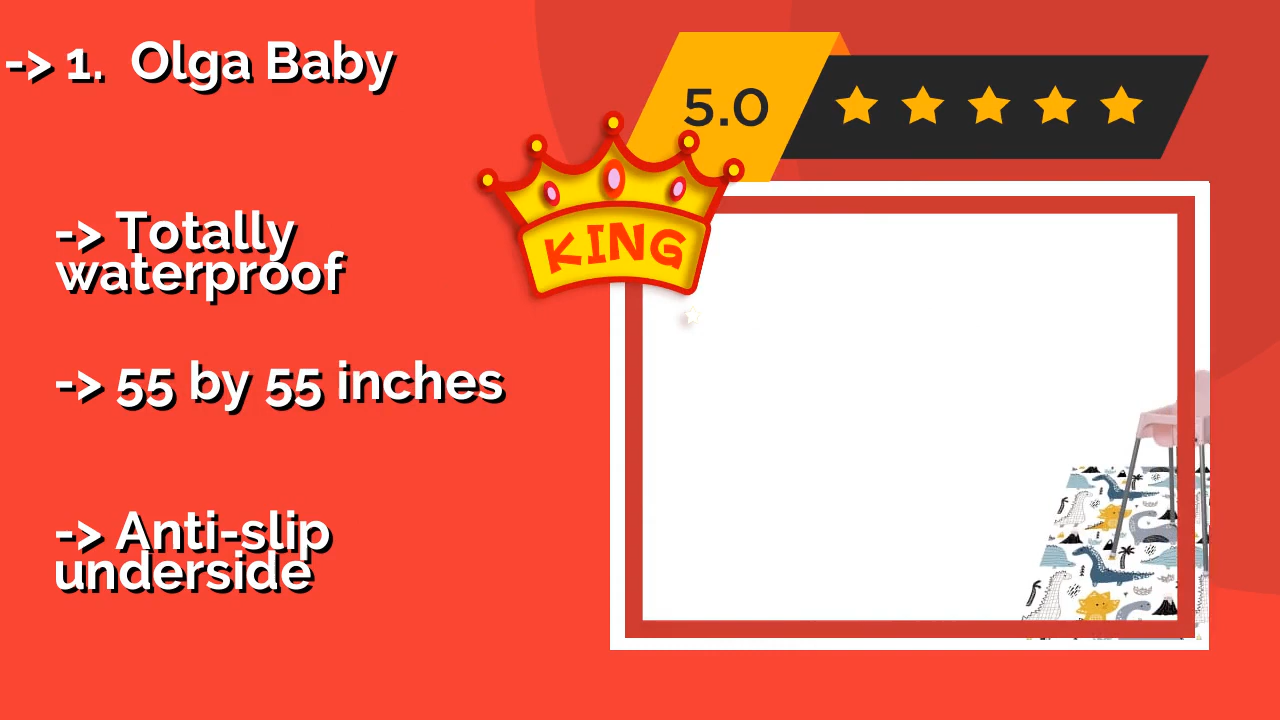 -> 1. Olga Baby
5.0
KING
-> Totally
waterproof
-> 55 by 55 inches
-> Anti-slip
underside